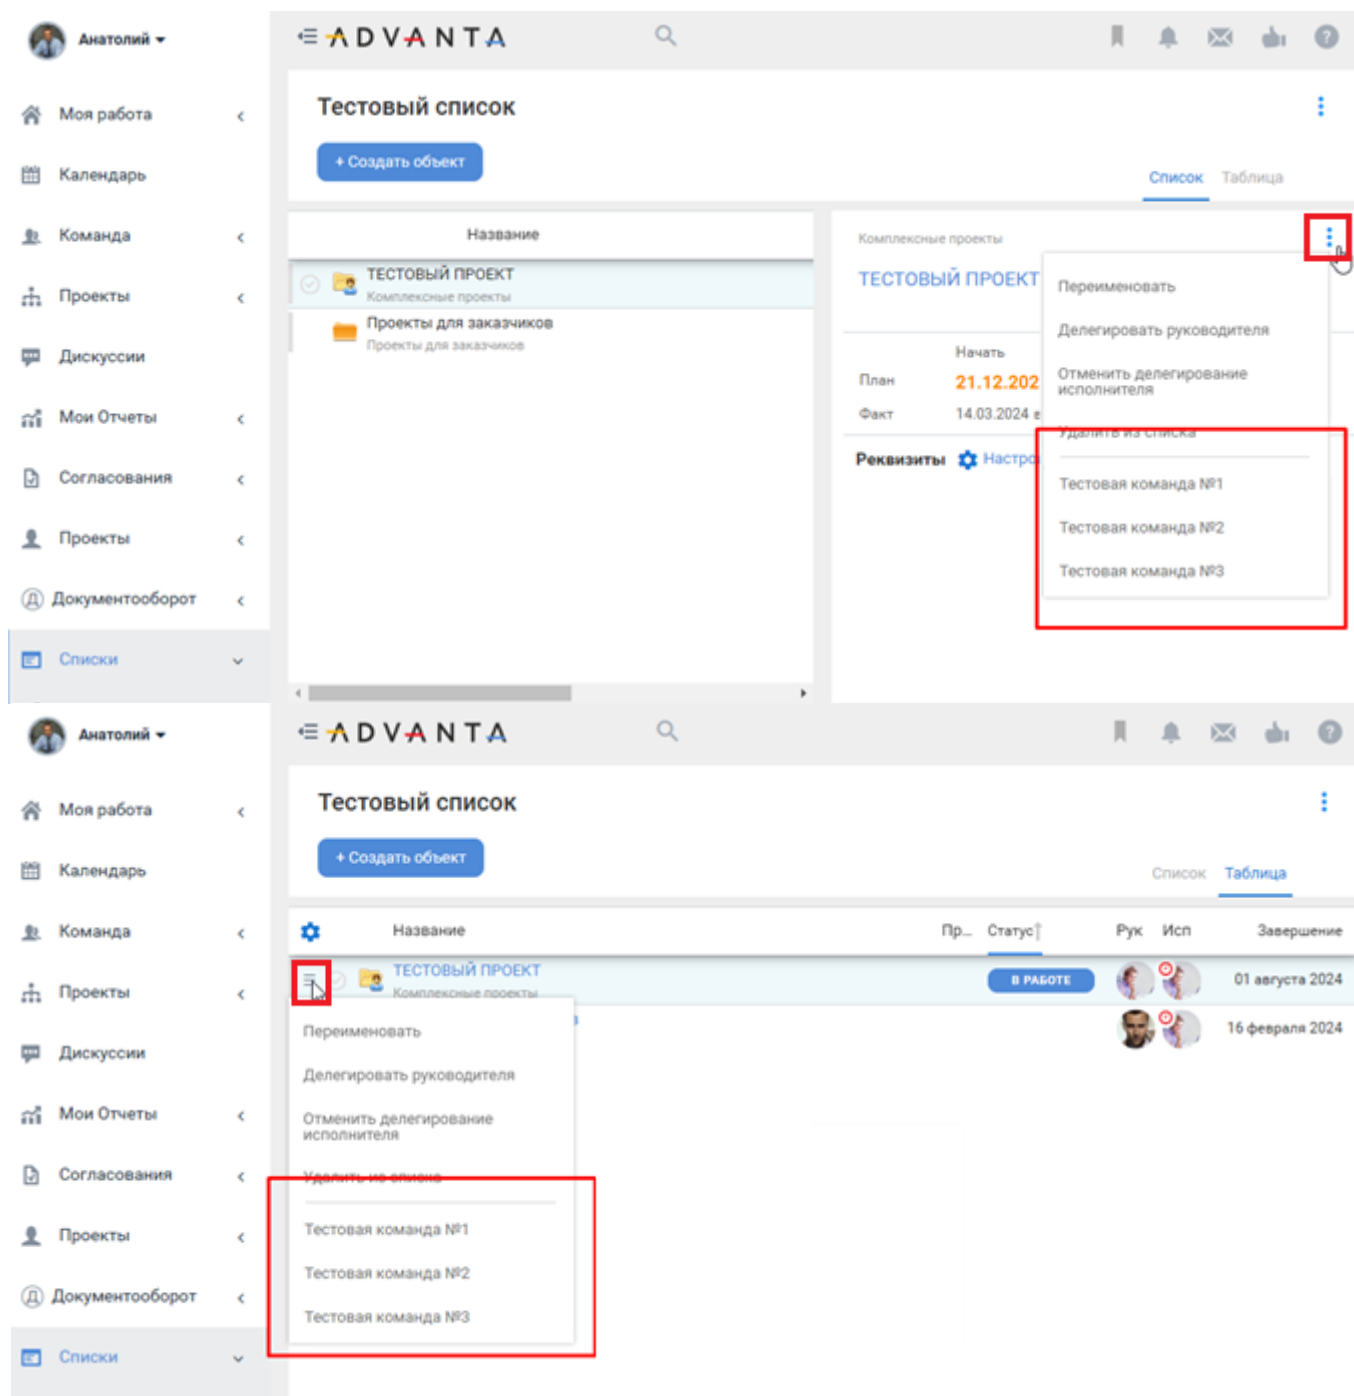 Анатолий
ADVANTA
Моя работа
Календарь
Команда
Проекты
Дискуссии
Мои Отчеты
Согласования
Проекты
Документооборот
Списки
Тестовый список
+ Создать объект
Список Таблица
Название
ТЕСТОВЫЙ ПРОЕКТ
Комплексные проекты
Проекты для заказчиков
Проекты для заказчиков
Комплексные проекты
ТЕСТОВЫЙ ПРОЕКТ
Начать
План 21.12.202
Факт 14.03.2024 в
Реквизиты Настро
Переименовать
Делегировать руководителя
Отменить делегирование
исполнителя
Удалить из списка
Тестовая команда №1
Тестовая команда №2
Тестовая команда №3
Анатолий
ADVANTA
Моя работа
Календарь
Команда
Проекты
Дискуссии
Мои Отчеты
Согласования
Проекты
Документооборот
Списки
Тестовый список
+ Создать объект
Список Таблица
Название Пр... Статус Рук Исп Завершение
ТЕСТОВЫЙ ПРОЕКТ В РАБОТЕ 01 августа 2024
Комплексные проекты
16 февраля 2024
Переименовать
Делегировать руководителя
Отменить делегирование
исполнителя
Удалить из списка
Тестовая команда №1
Тестовая команда №2
Тестовая команда №3